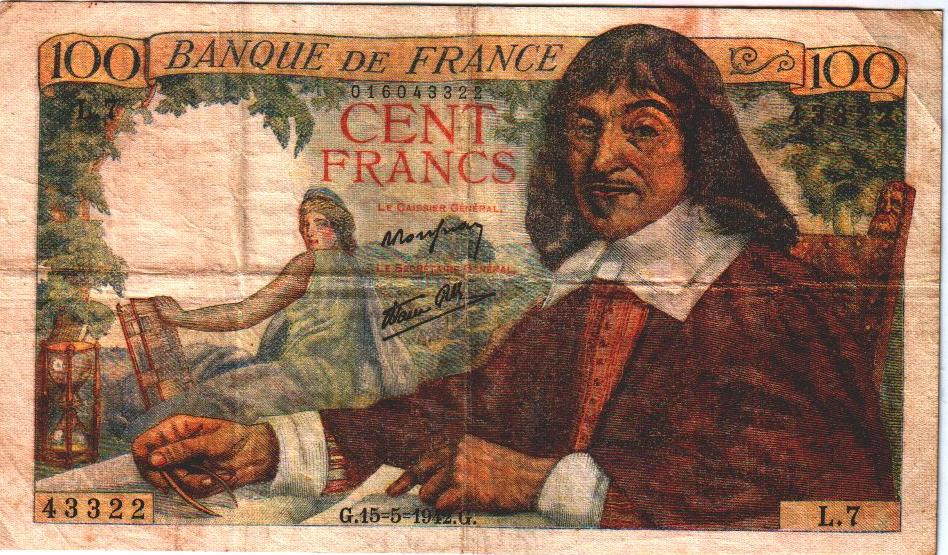 100 BANQUE DE FRANCE 100
016043322
L.7 43322
CENT
FRANCS
LE CAISSIER GÉNÉRAL,
LE SECRÉTAIRE GÉNÉRAL,
43322 G.15-5-1942.G. L.7